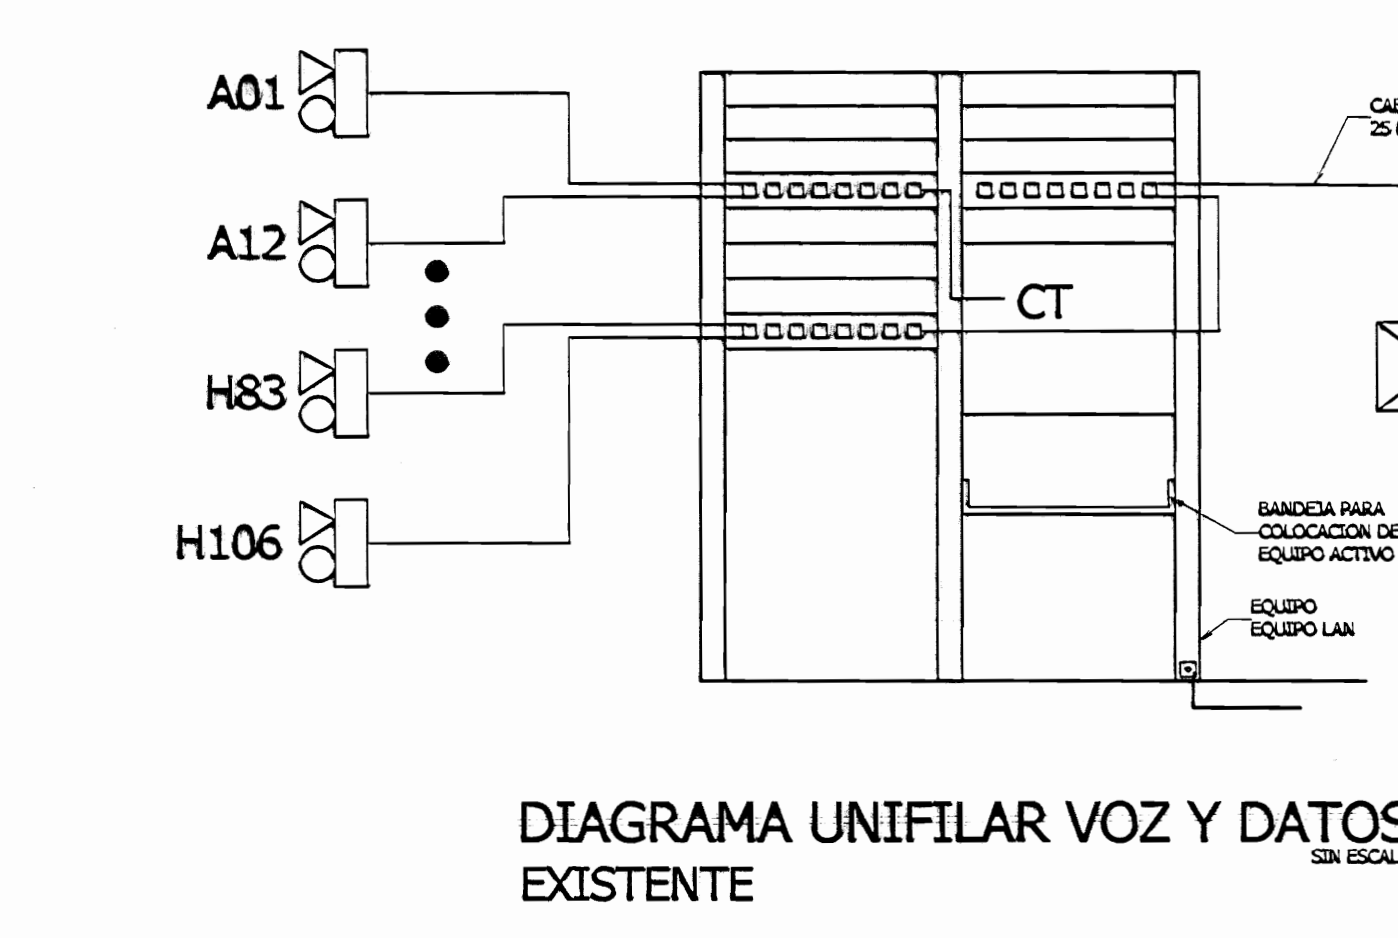 A01
A12
H83
H106
CT
25
BANDEJA PARA
COLOCACION DE
EQUIPO ACTIVO
EQUIPO
EQUIPO LAN
DIAGRAMA UNIFILAR VOZ Y DATOS
SIN
EXISTENTE